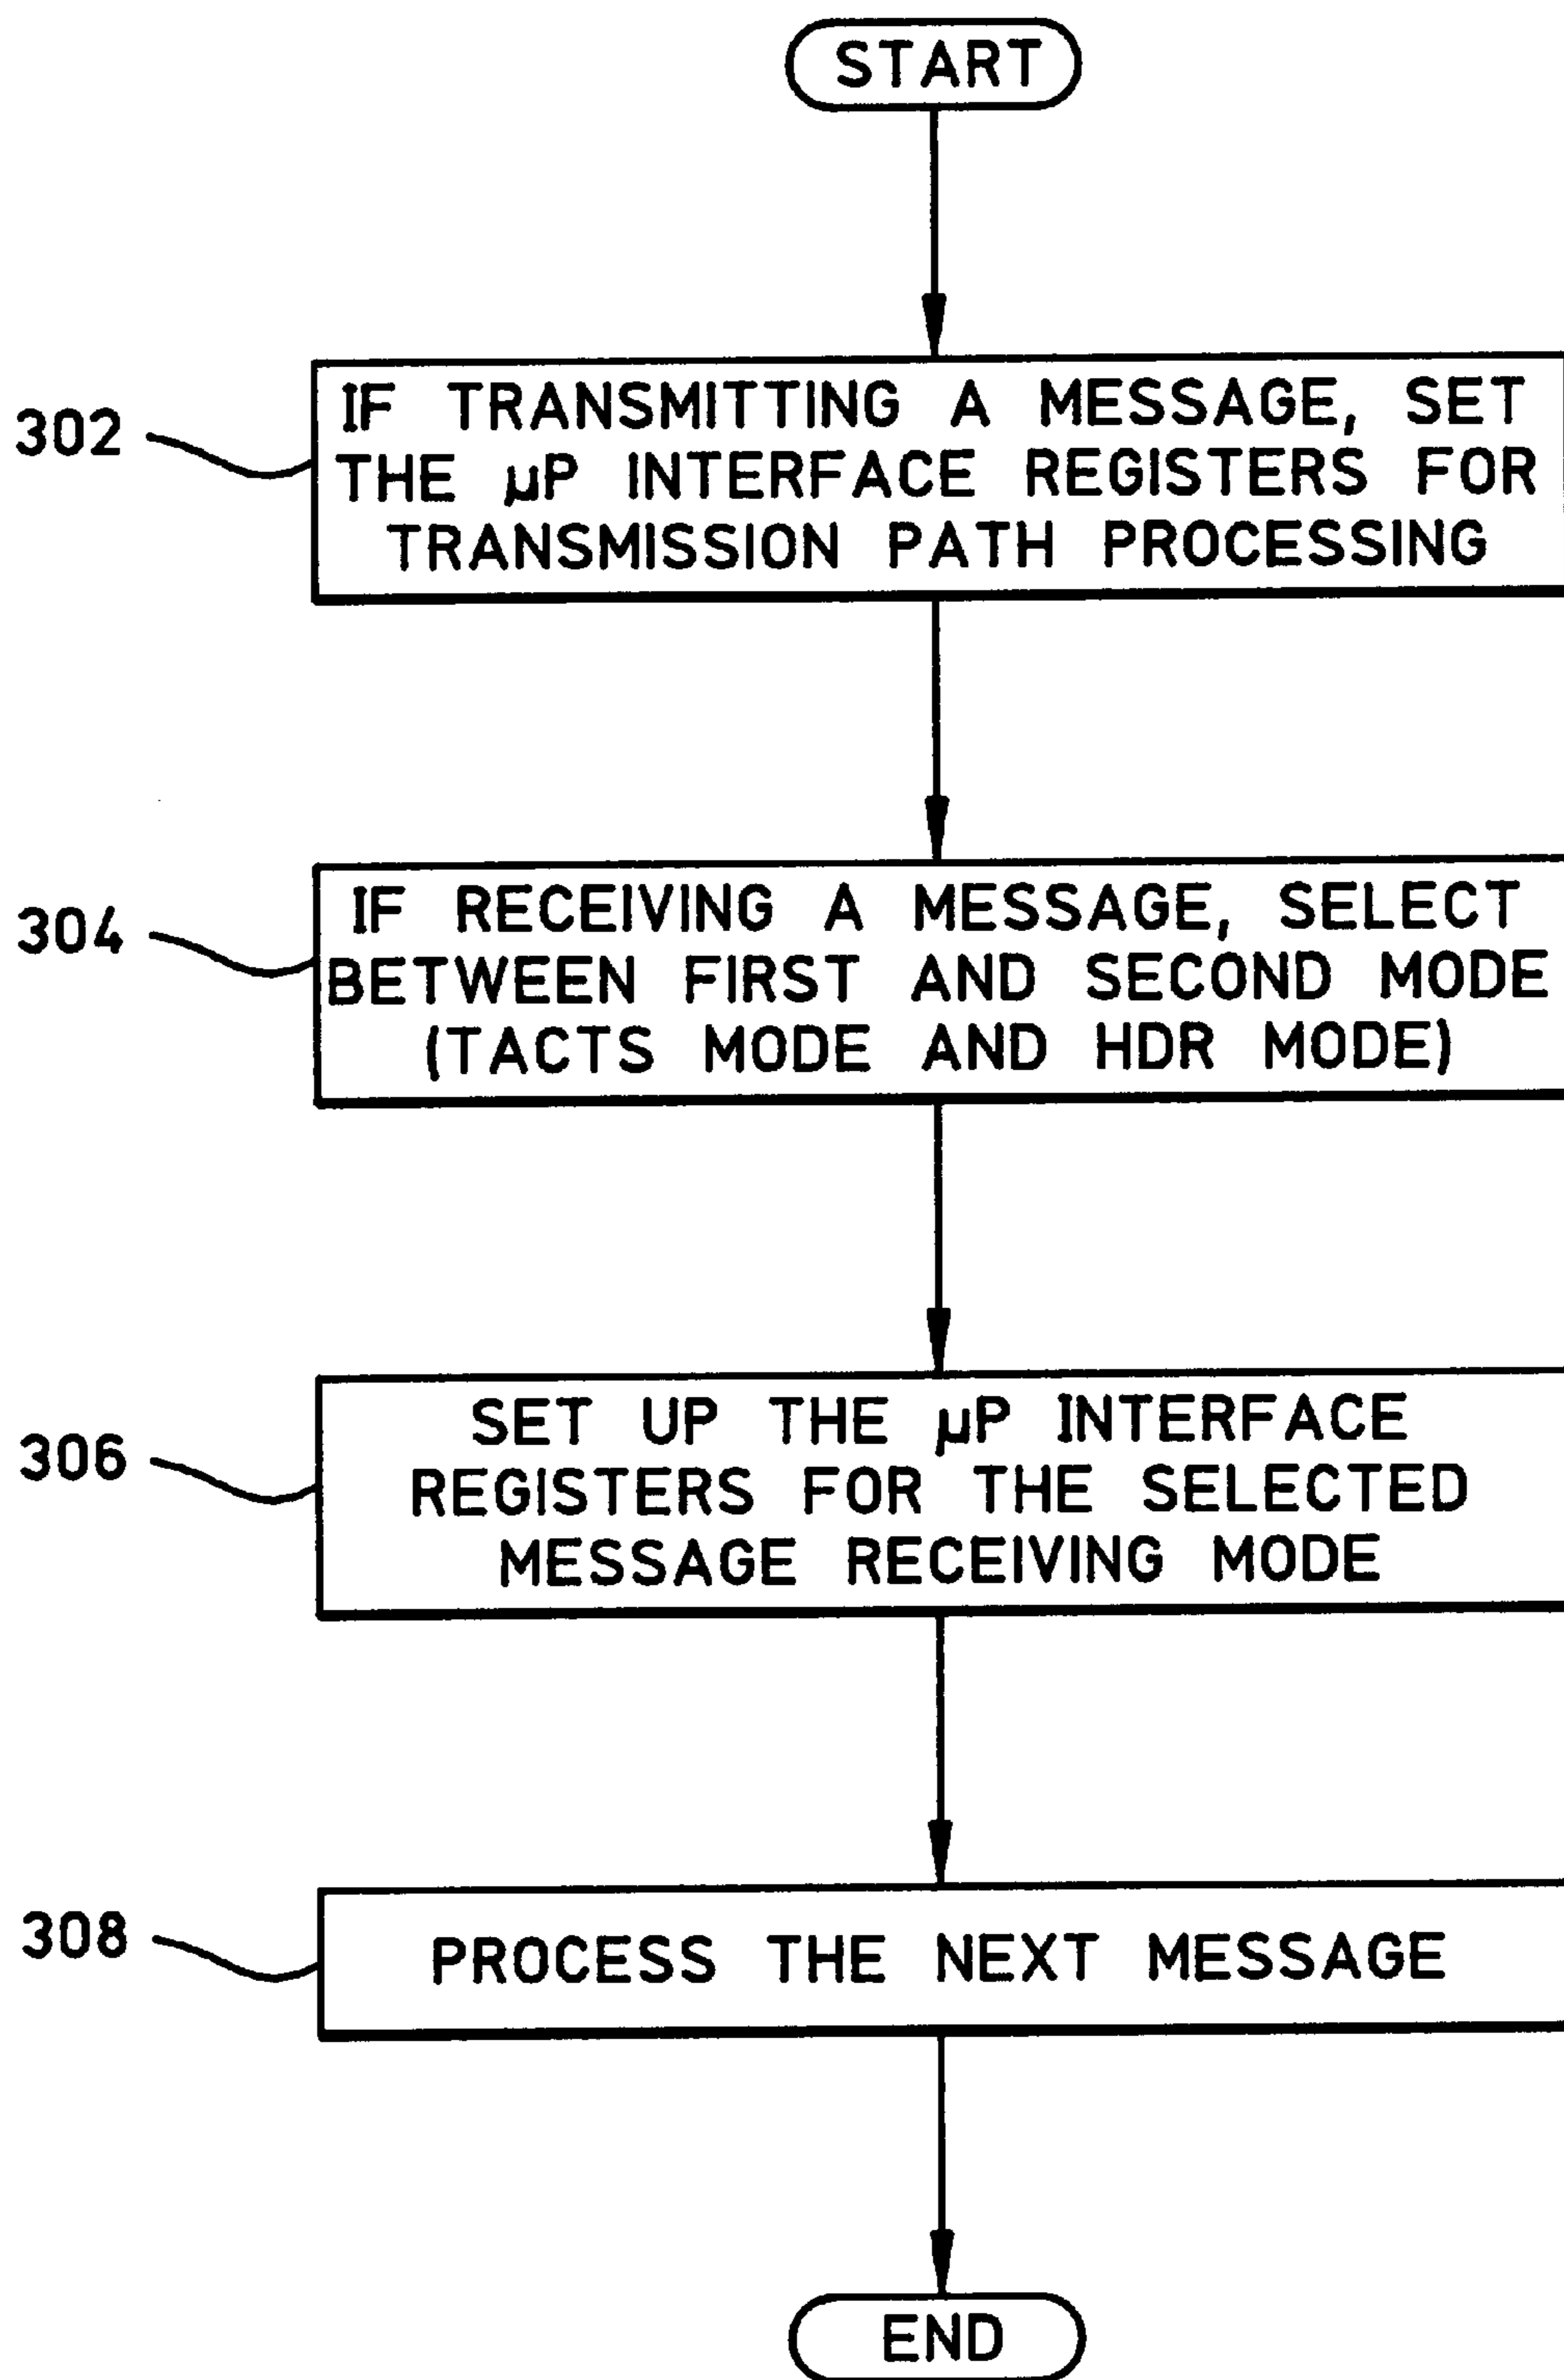 START
302
IF TRANSMITTING A MESSAGE, SET
THE µP INTERFACE REGISTERS FOR
TRANSMISSION PATH PROCESSING
304
IF RECEIVING A MESSAGE, SELECT
BETWEEN FIRST AND SECOND MODE
(TACTS MODE AND HDR MODE)
306
SET UP THE µP INTERFACE
REGISTERS FOR THE SELECTED
MESSAGE RECEIVING MODE
308
PROCESS THE NEXT MESSAGE
END